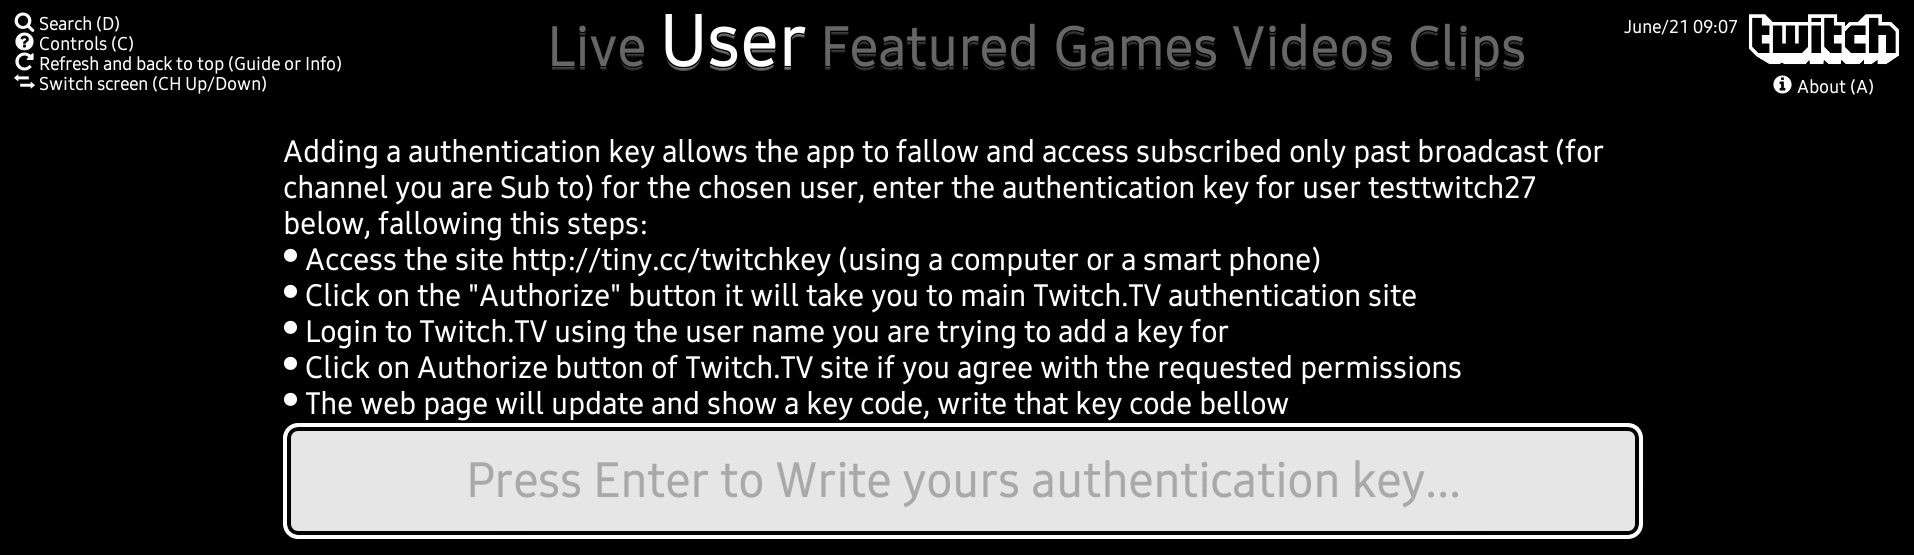 Search (D)
Controls (C)
Refresh and back to top (Guide or Info)
Switch screen (CH Up/Down)
Live User Featured Games Videos Clips
June/21 09:07
twitch
About (A)
Adding a authentication key allows the app to fallow and access subscribed only past broadcast (for
channel you are Sub to) for the chosen user, enter the authentication key for user testtwitch27
below, fallowing this steps:
• Access the site http://tiny.cc/twitchkey (using a computer or a smart phone)
• Click on the "Authorize" button it will take you to main Twitch.TV authentication site
• Login to Twitch.TV using the user name you are trying to add a key for
• Click on Authorize button of Twitch.TV site if you agree with the requested permissions
• The web page will update and show a key code, write that key code bellow
Press Enter to Write yours authentication key...